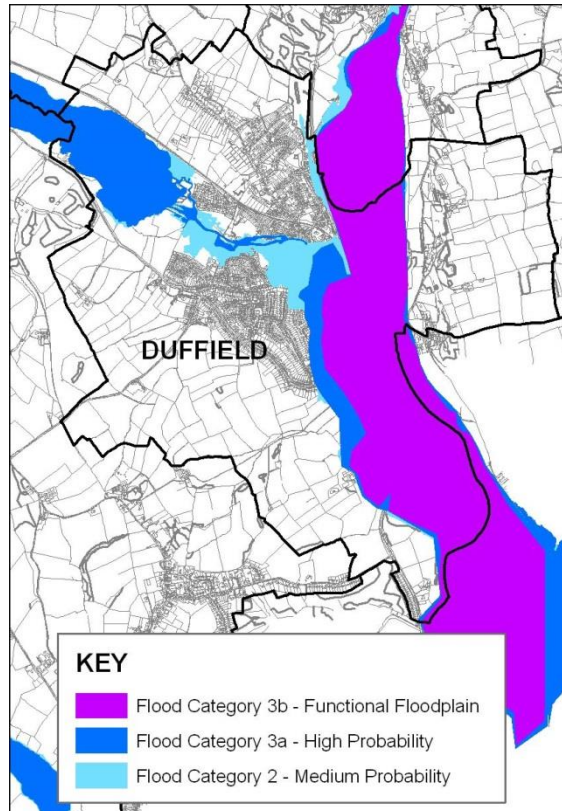 DUFFIELD
KEY
Flood Category 3b - Functional Floodplain
Flood Category 3a - High Probability
Flood Category 2 - Medium Probability